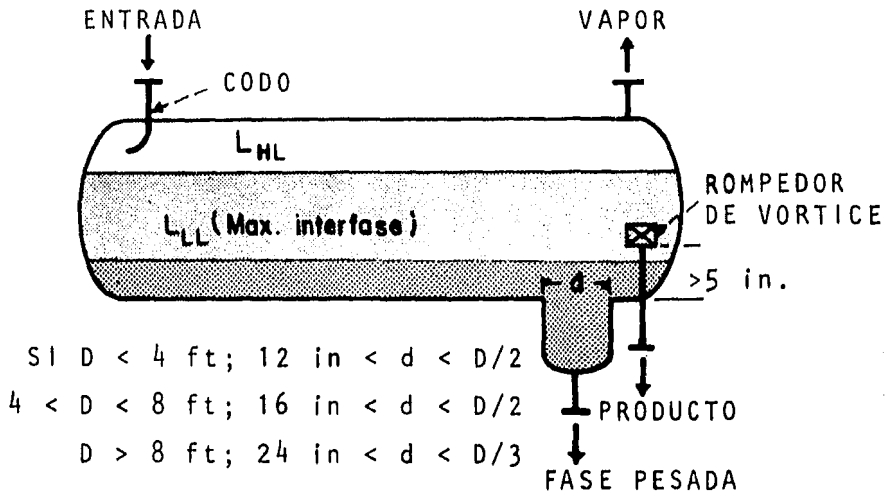 ENTRADA
VAPOR
CODO
L_HL
ROMPEDOR
DE VORTICE
L_LL (Max. interfase)
>5 in.
d
SI D < 4 ft; 12 in < d < D/2
4 < D < 8 ft; 16 in < d < D/2
D > 8 ft; 24 in < d < D/3
PRODUCTO
FASE PESADA